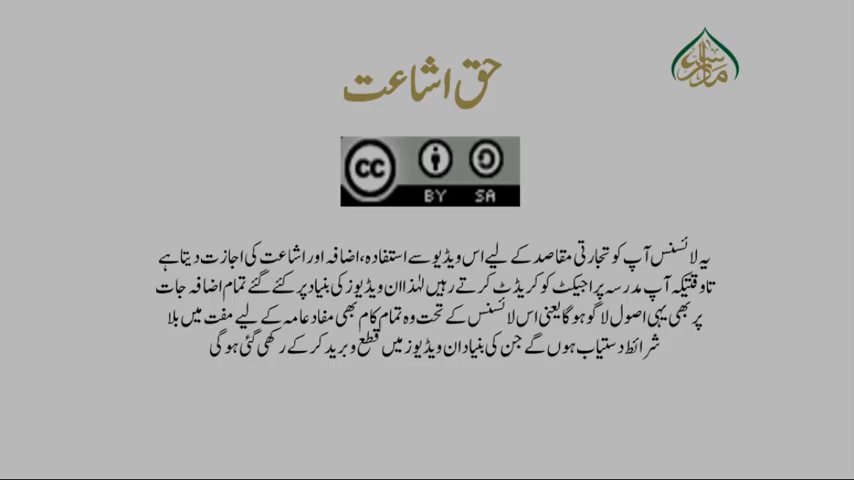 حق اشاعت
cc
BY SA
یہ لائسنس آپ کو تجارتی مقاصد کے لیے اس ویڈیو سے استفادہ، اضافہ اور اشاعت کی اجازت دیتا ہے
تاوقتیکہ آپ مدرسہ پراجیکٹ کو کریڈٹ کرتے رہیں لہٰذا ان ویڈیوز کی بنیاد پر کئے گئے تمام اضافہ جات
پر بھی یہی اصول لاگو ہوگا یعنی اس لائسنس کے تحت وہ تمام کام بھی مفاد عامہ کے لیے مفت میں بلا
شرائط دستیاب ہوں گے جن کی بنیاد ان ویڈیوز میں قطع و برید کر کے رکھی گئی ہوگی